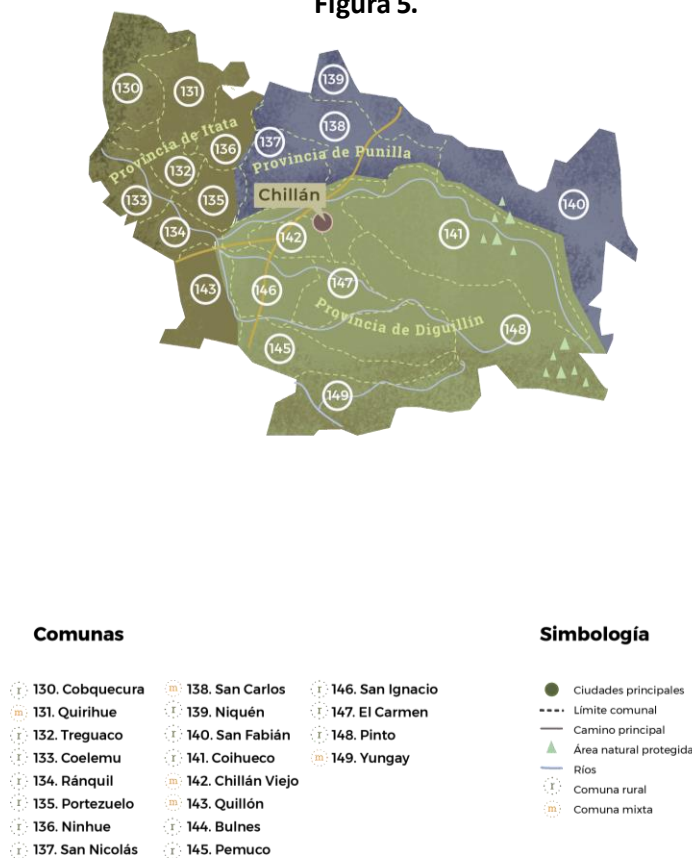 Figura 5.
130
131
139
138
137
136
Provincia de Itata
Provincia de Punilla
132
133
135
Chillán
140
134
142
141
143
146
147
Provincia de Diguillín
148
145
149
Comunas
r 130. Cobquecura
m 131. Quirihue
r 132. Treguaco
r 133. Coelemu
r 134. Ránquil
r 135. Portezuelo
r 136. Ninhue
r 137. San Nicolás
m 138. San Carlos
r 139. Niquén
r 140. San Fabián
r 141. Coihueco
m 142. Chillán Viejo
m 143. Quillón
r 144. Bulnes
r 145. Pemuco
r 146. San Ignacio
r 147. El Carmen
r 148. Pinto
m 149. Yungay
Simbología
Ciudades principales
Límite comunal
Camino principal
Área natural protegida
Ríos
r Comuna rural
m Comuna mixta